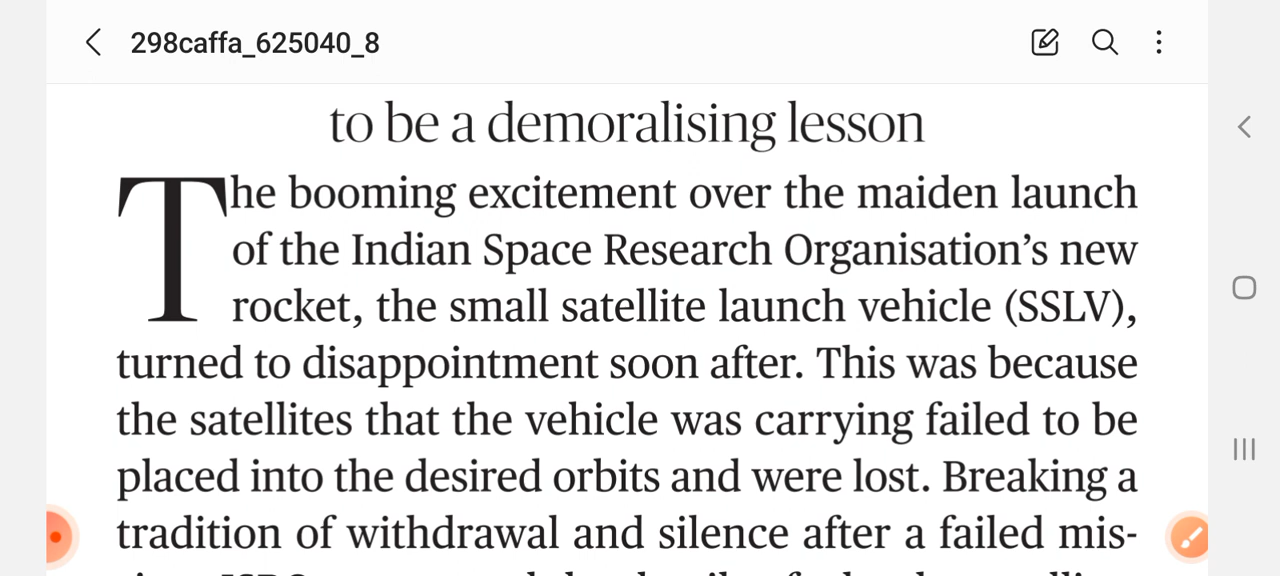 298caffa_625040_8
to be a demoralising lesson
The booming excitement over the maiden launch
of the Indian Space Research Organisation’s new
rocket, the small satellite launch vehicle (SSLV),
turned to disappointment soon after. This was because
the satellites that the vehicle was carrying failed to be
placed into the desired orbits and were lost. Breaking a
tradition of withdrawal and silence after a failed mis-